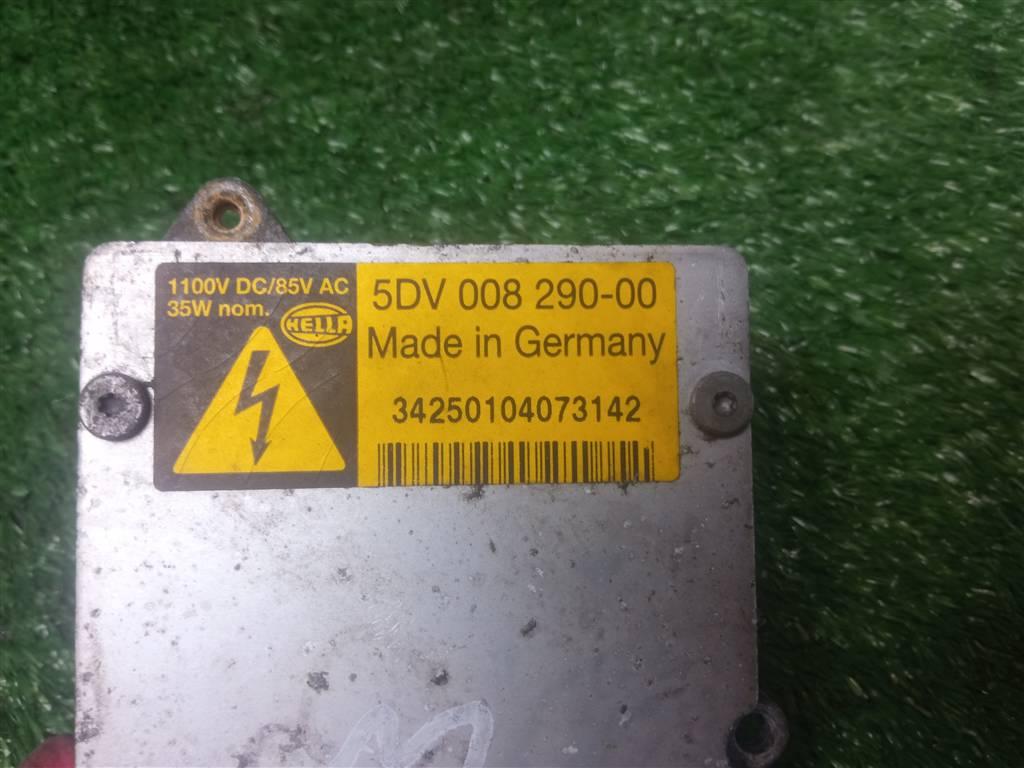 1100V DC/85V AC
35W nom.
HELLA
5DV 008 290-00
Made in Germany
34250104073142